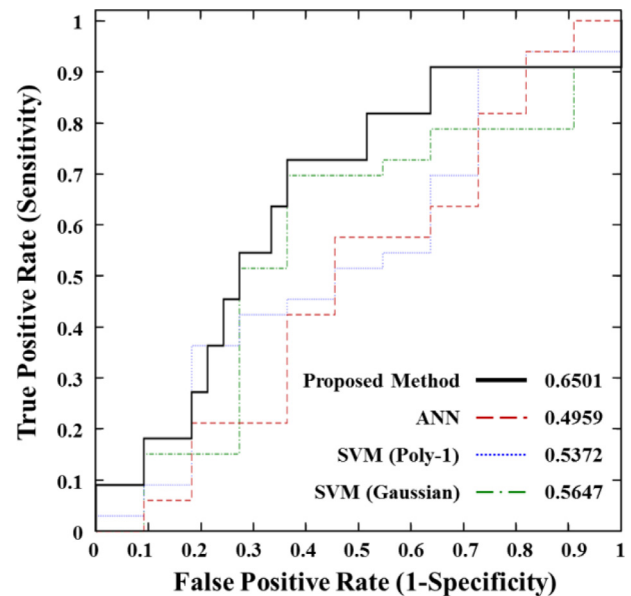 True Positive Rate (Sensitivity)
1
0.9
0.8
0.7
0.6
0.5
0.4
0.3
0.2
0.1
0
Proposed Method 0.6501
ANN 0.4959
SVM (Poly-1) 0.5372
SVM (Gaussian) 0.5647
0 0.1 0.2 0.3 0.4 0.5 0.6 0.7 0.8 0.9 1
False Positive Rate (1-Specificity)